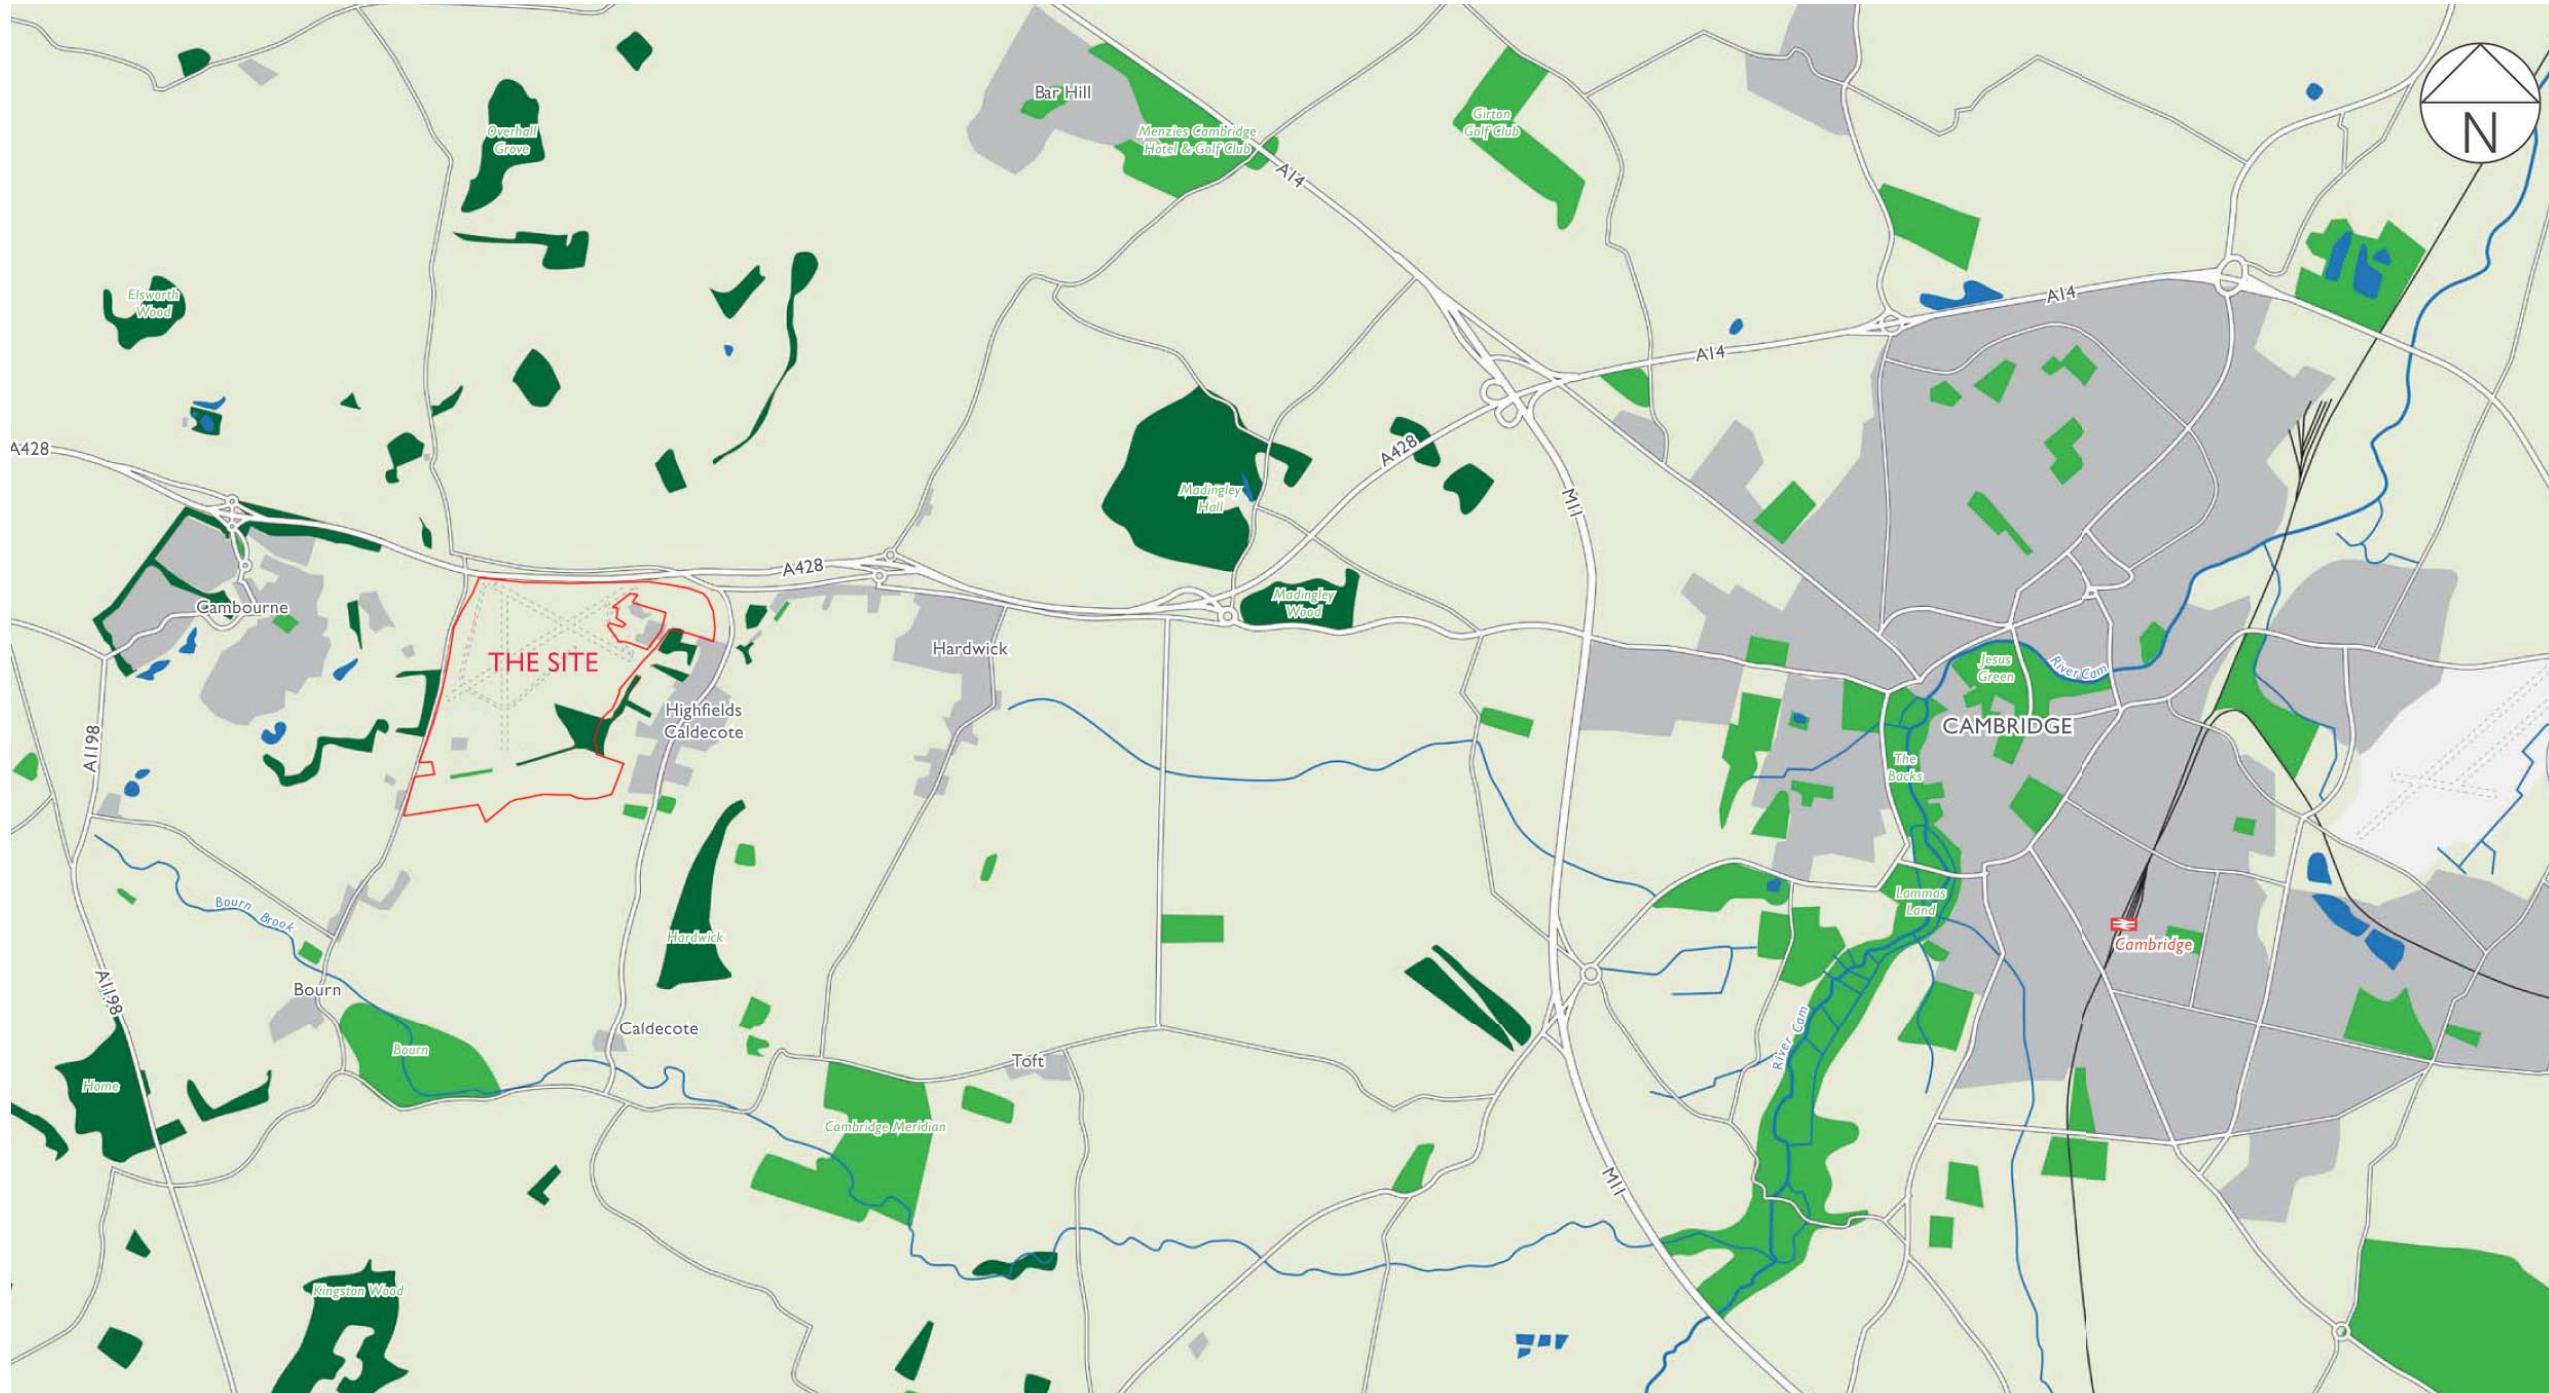 Bar Hill
Overhall
Grove
Menzies Cambridge
Hotel & Golf Club
Girton
Golf Club
N
A14
Elsworth
Wood
A14
A14
A428
A428
Madingley
Hall
M11
A428
Cambourne
Madingley
Wood
THE SITE
Hardwick
Jesus
Green
River Cam
Highfields
Caldecote
CAMBRIDGE
A1198
The
Backs
Bourn Brook
Lammas
Land
Hardwick
Cambridge
A1198
Bourn
Caldecote
River Cam
Bourn
Toft
Home
Cambridge Meridian
M11
Kingston Wood